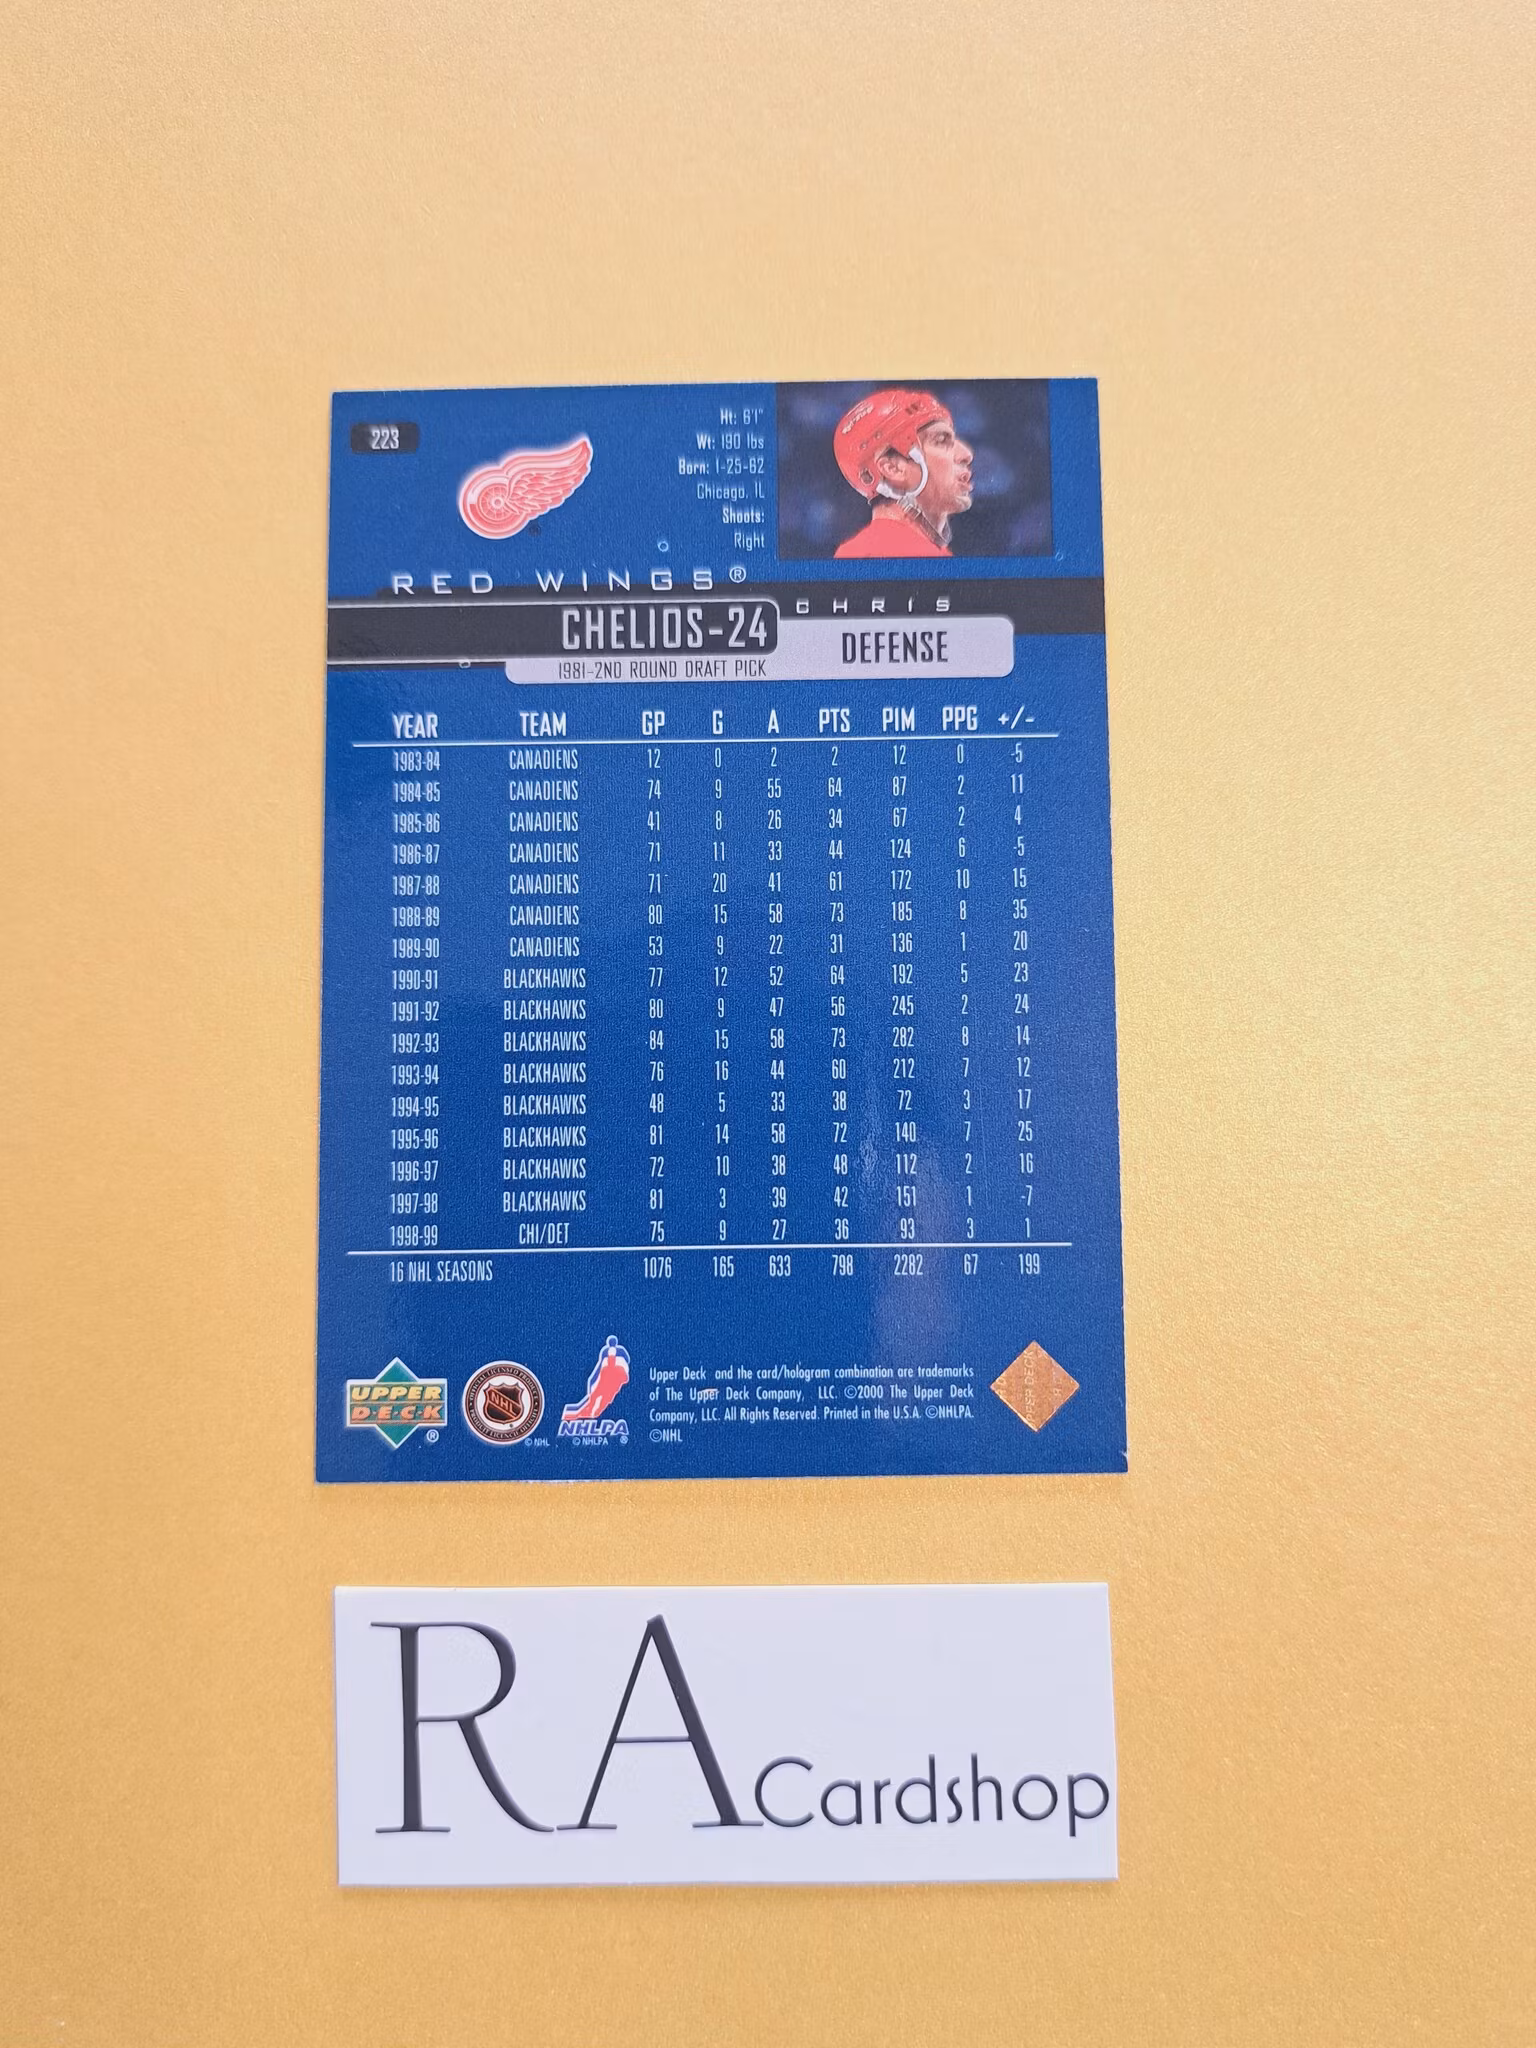 223
Ht: 6'1"
Wt: 190 lbs
Born: 1-25-62
Chicago, IL
Shoots:
Right
RED WINGS®
CHRIS
CHELIOS-24
DEFENSE
1981-2ND ROUND DRAFT PICK
YEAR TEAM GP G A PTS PIM PPG +/-
1983-84 CANADIENS 12 0 2 2 12 0 -5
1984-85 CANADIENS 74 9 55 64 87 2 11
1985-86 CANADIENS 41 8 26 34 67 2 4
1986-87 CANADIENS 71 11 33 44 124 6 -5
1987-88 CANADIENS 71 20 41 61 172 10 15
1988-89 CANADIENS 80 15 58 73 185 8 35
1989-90 CANADIENS 53 9 22 31 136 1 20
1990-91 BLACKHAWKS 77 12 52 64 192 5 23
1991-92 BLACKHAWKS 80 9 47 56 245 2 24
1992-93 BLACKHAWKS 84 15 58 73 282 8 14
1993-94 BLACKHAWKS 76 16 44 60 212 7 12
1994-95 BLACKHAWKS 48 5 33 38 72 3 17
1995-96 BLACKHAWKS 81 14 58 72 140 7 25
1996-97 BLACKHAWKS 72 10 38 48 112 2 16
1997-98 BLACKHAWKS 81 3 39 42 151 1 -7
1998-99 CHI/DET 75 9 27 36 93 3 1
16 NHL SEASONS 1076 165 633 798 2282 67 199
UPPER
D·E·C·K
®
NHL
© NHL
NHLPA
© NHLPA ®
Upper Deck and the card/hologram combination are trademarks
of The Upper Deck Company, LLC. ©2000 The Upper Deck
Company, LLC. All Rights Reserved. Printed in the U.S.A. ©NHLPA.
©NHL
UPPER DECK
RA Cardshop